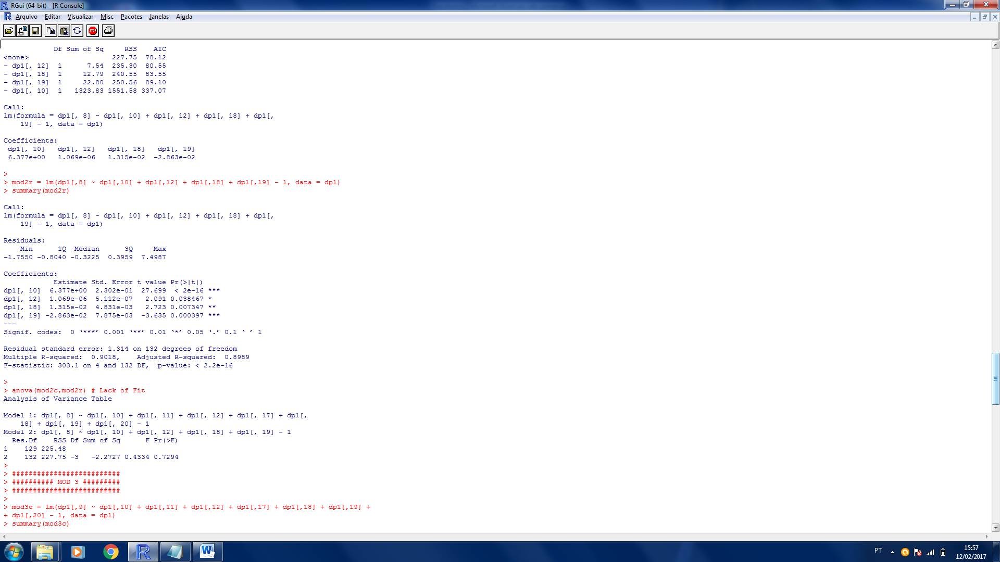 RGui (64-bit) - [R Console]
Arquivo Editar Visualizar Misc Pacotes Janelas Ajuda
STOP
            Df Sum of Sq     RSS    AIC
<none>                    227.75  78.12
- dp1[, 12]  1      7.54  235.30  80.55
- dp1[, 18]  1     12.79  240.55  83.55
- dp1[, 19]  1     22.80  250.56  89.10
- dp1[, 10]  1   1323.83 1551.58 337.07
Call:
lm(formula = dp1[, 8] ~ dp1[, 10] + dp1[, 12] + dp1[, 18] + dp1[,
    19] - 1, data = dp1)
Coefficients:
 dp1[, 10]   dp1[, 12]   dp1[, 18]   dp1[, 19]
 6.377e+00   1.069e-06   1.315e-02  -2.863e-02
>
> mod2r = lm(dp1[,8] ~ dp1[,10] + dp1[,12] + dp1[,18] + dp1[,19] - 1, data = dp1)
> summary(mod2r)
Call:
lm(formula = dp1[, 8] ~ dp1[, 10] + dp1[, 12] + dp1[, 18] + dp1[,
    19] - 1, data = dp1)
Residuals:
    Min      1Q  Median      3Q     Max
-1.7550 -0.8040 -0.3225  0.3959  7.4987
Coefficients:
            Estimate Std. Error t value Pr(>|t|)
dp1[, 10]  6.377e+00  2.302e-01  27.699  < 2e-16 ***
dp1[, 12]  1.069e-06  5.112e-07   2.091 0.038467 *
dp1[, 18]  1.315e-02  4.831e-03   2.723 0.007347 **
dp1[, 19] -2.863e-02  7.875e-03  -3.635 0.000397 ***
---
Signif. codes:  0 ‘***’ 0.001 ‘**’ 0.01 ‘*’ 0.05 ‘.’ 0.1 ‘ ’ 1
Residual standard error: 1.314 on 132 degrees of freedom
Multiple R-squared:  0.9018,    Adjusted R-squared:  0.8989
F-statistic: 303.1 on 4 and 132 DF,  p-value: < 2.2e-16
>
> anova(mod2c,mod2r) # Lack of Fit
Analysis of Variance Table
Model 1: dp1[, 8] ~ dp1[, 10] + dp1[, 11] + dp1[, 12] + dp1[, 17] + dp1[,
    18] + dp1[, 19] + dp1[, 20] - 1
Model 2: dp1[, 8] ~ dp1[, 10] + dp1[, 12] + dp1[, 18] + dp1[, 19] - 1
  Res.Df    RSS Df Sum of Sq      F Pr(>F)
1    129 225.48
2    132 227.75 -3   -2.2727 0.4334 0.7294
>
> ##########################
> ########## MOD 3 #########
> ##########################
>
> mod3c = lm(dp1[,9] ~ dp1[,10] + dp1[,11] + dp1[,12] + dp1[,17] + dp1[,18] + dp1[,19] +
+ dp1[,20] - 1, data = dp1)
> summary(mod3c)
PT
15:57
12/02/2017